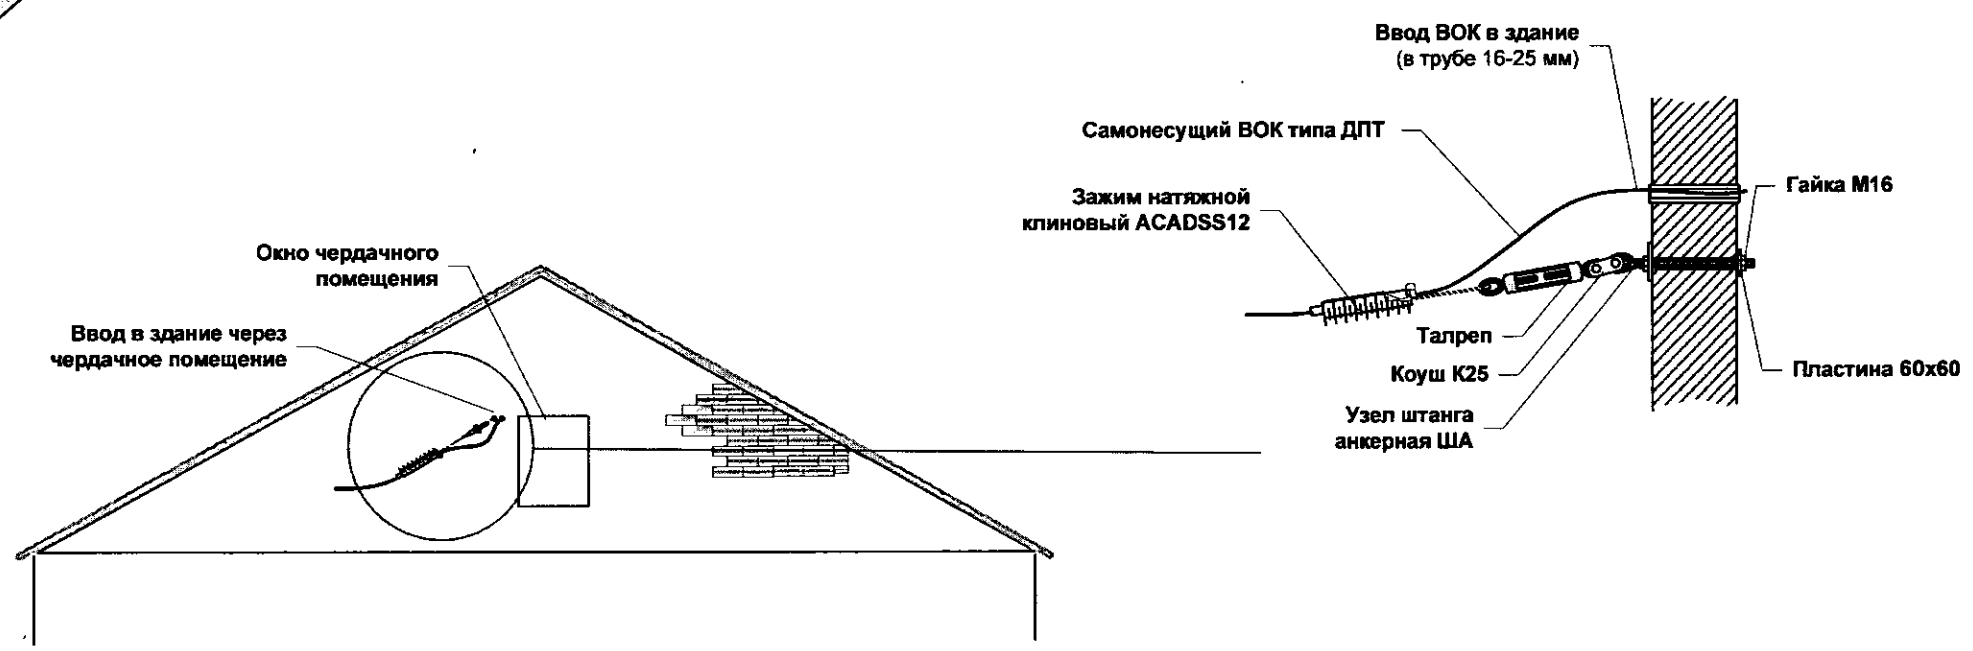 Ввод ВОК в здание
(в трубе 16-25 мм)
Самонесущий ВОК типа ДПТ
Зажим натяжной
клиновый ACADSS12
Гайка М16
Окно чердачного
помещения
Ввод в здание через
чердачное помещение
Талреп
Коуш К25
Пластина 60х60
Узел штанга
анкерная ША